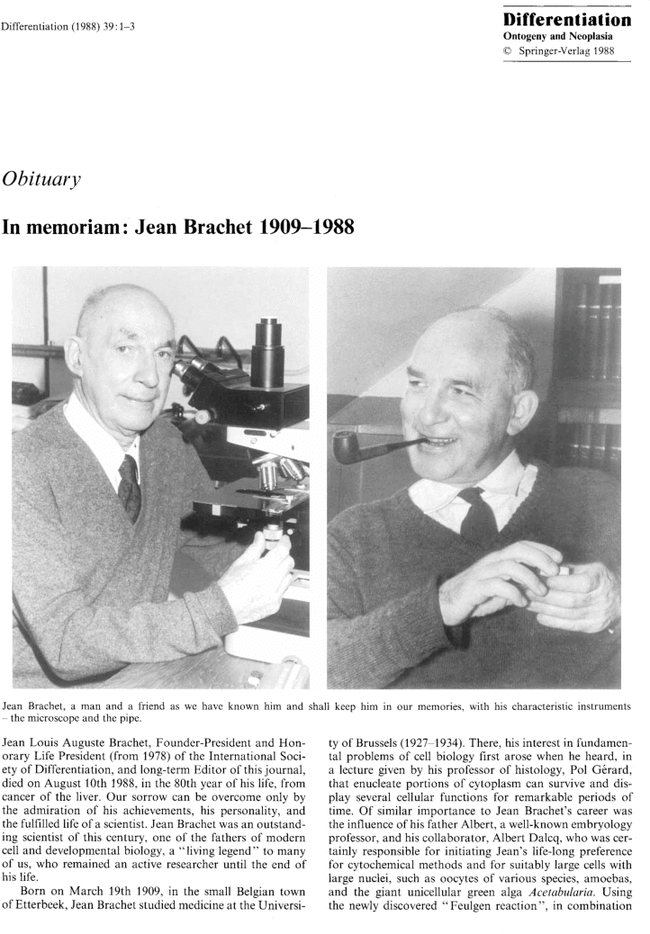 Differentiation (1988) 39:1–3
Differentiation
Ontogeny and Neoplasia
© Springer-Verlag 1988
Obituary
In memoriam: Jean Brachet 1909–1988
Jean Brachet, a man and a friend as we have known him and shall keep him in our memories, with his characteristic instruments
– the microscope and the pipe.
Jean Louis Auguste Brachet, Founder-President and Hon-
orary Life President (from 1978) of the International Soci-
ety of Differentiation, and long-term Editor of this journal,
died on August 10th 1988, in the 80th year of his life, from
cancer of the liver. Our sorrow can be overcome only by
the admiration of his achievements, his personality, and
the fulfilled life of a scientist. Jean Brachet was an outstand-
ing scientist of this century, one of the fathers of modern
cell and developmental biology, a “living legend” to many
of us, who remained an active researcher until the end of
his life.
Born on March 19th 1909, in the small Belgian town
of Etterbeek, Jean Brachet studied medicine at the Universi-
ty of Brussels (1927–1934). There, his interest in fundamen-
tal problems of cell biology first arose when he heard, in
a lecture given by his professor of histology, Pol Gérard,
that enucleate portions of cytoplasm can survive and dis-
play several cellular functions for remarkable periods of
time. Of similar importance to Jean Brachet's career was
the influence of his father Albert, a well-known embryology
professor, and his collaborator, Albert Dalcq, who was cer-
tainly responsible for initiating Jean's life-long preference
for cytochemical methods and for suitably large cells with
large nuclei, such as oocytes of various species, amoebas,
and the giant unicellular green alga Acetabularia. Using
the newly discovered “Feulgen reaction”, in combination